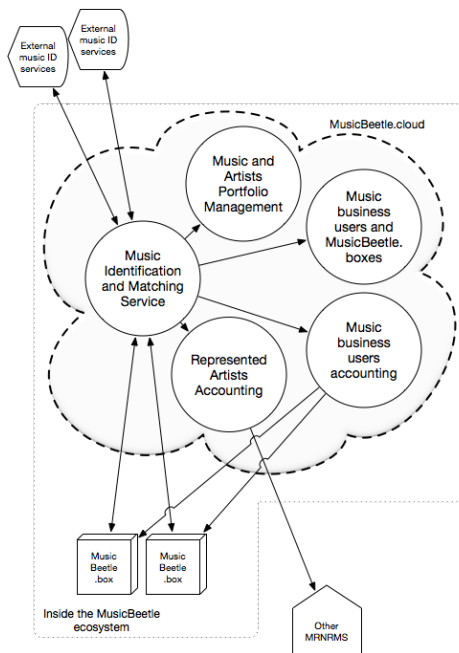 External
music ID
services
External
music ID
services
MusicBeetle.cloud
Music and
Artists
Portfolio
Management
Music
business
users and
MusicBeetle.
boxes
Music
Identification
and Matching
Service
Music
business
users
accounting
Represented
Artists
Accounting
Music
Beetle
.box
Music
Beetle
.box
Inside the MusicBeetle
ecosystem
Other
MRNRMS